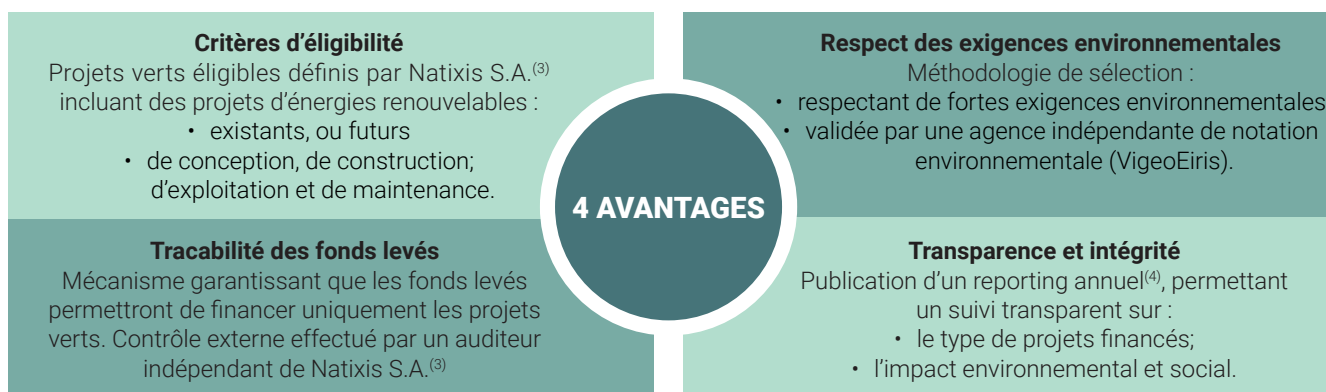 Critères d'éligibilité
Projets verts éligibles définis par Natixis S.A.(3)
incluant des projets d'énergies renouvelables :
• existants, ou futurs
• de conception, de construction;
d'exploitation et de maintenance.
Respect des exigences environnementales
Méthodologie de sélection :
• respectant de fortes exigences environnementales
• validée par une agence indépendante de notation
environnementale (VigeoEiris).
4 AVANTAGES
Tracabilité des fonds levés
Mécanisme garantissant que les fonds levés
permettront de financer uniquement les projets
verts. Contrôle externe effectué par un auditeur
indépendant de Natixis S.A.(3)
Transparence et intégrité
Publication d'un reporting annuel(4), permettant
un suivi transparent sur :
• le type de projets financés;
• l'impact environnemental et social.